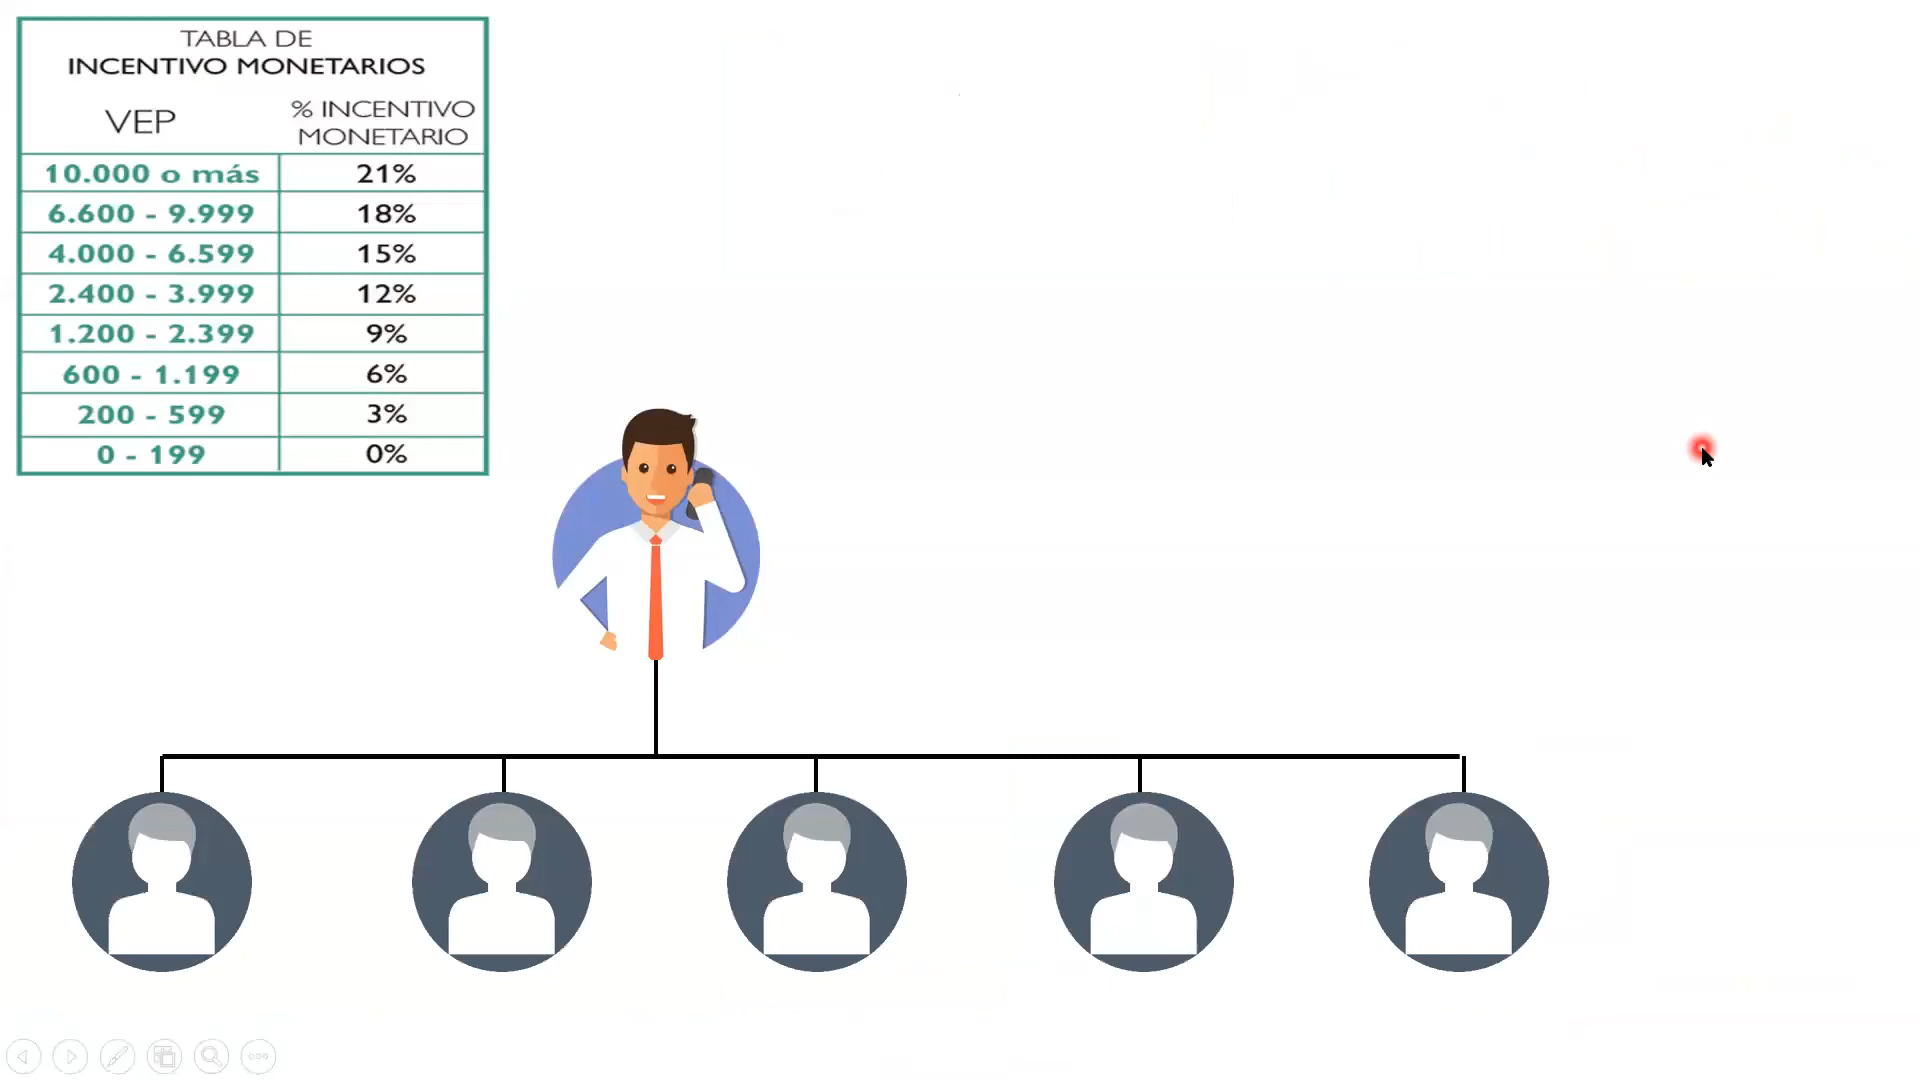 TABLA DE
INCENTIVO MONETARIOS
VEP
% INCENTIVO
MONETARIO
10.000 o más 21%
6.600 - 9.999 18%
4.000 - 6.599 15%
2.400 - 3.999 12%
1.200 - 2.399 9%
600 - 1.199 6%
200 - 599 3%
0 - 199 0%